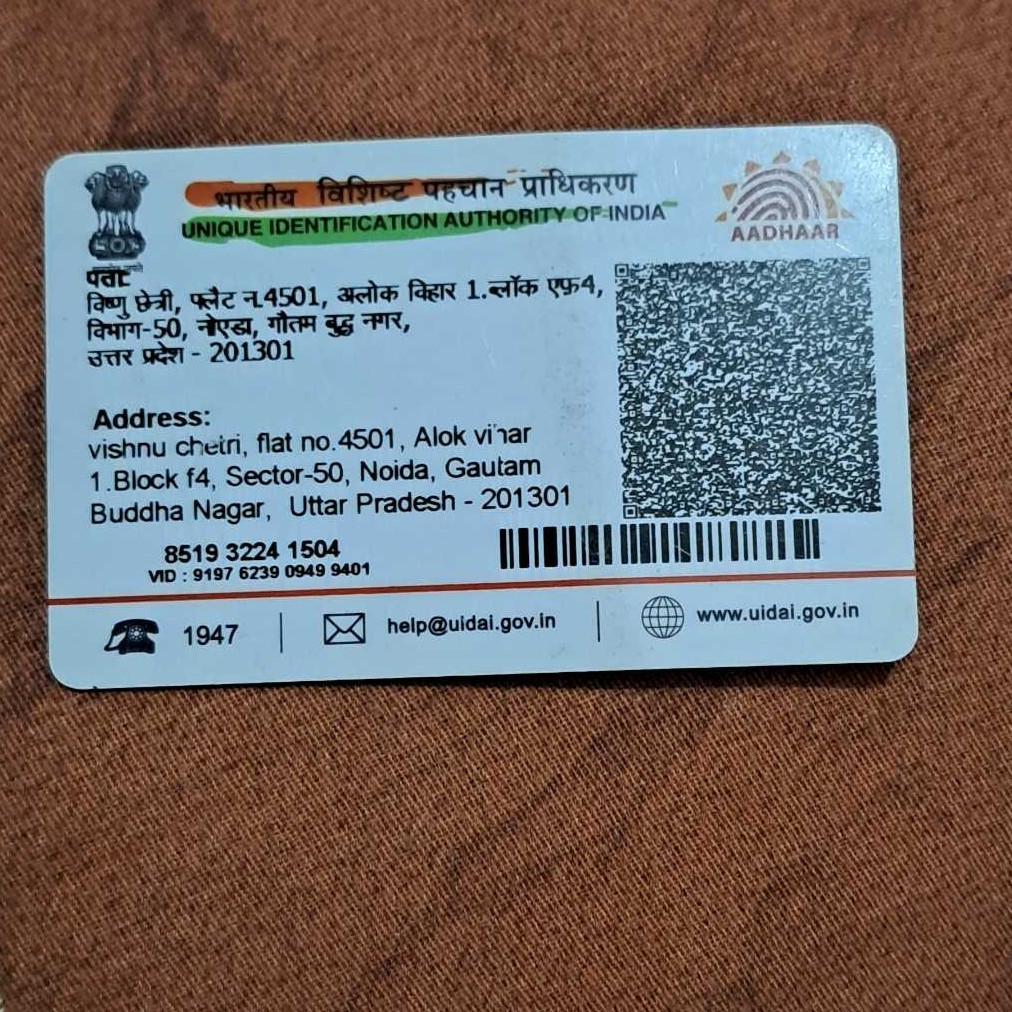 भारतीय विशिष्ट पहचान प्राधिकरण
UNIQUE IDENTIFICATION AUTHORITY OF INDIA
AADHAAR
पता:
विष्णु छेत्री, फ्लैट न.4501, अलोक विहार 1.ब्लॉक एफ़4,
विभाग-50, नोएडा, गौतम बुद्ध नगर,
उत्तर प्रदेश - 201301
Address:
vishnu chetri, flat no.4501, Alok vihar
1.Block f4, Sector-50, Noida, Gautam
Buddha Nagar, Uttar Pradesh - 201301
8519 3224 1504
VID : 9197 6239 0949 9401
1947
help@uidai.gov.in
www.uidai.gov.in